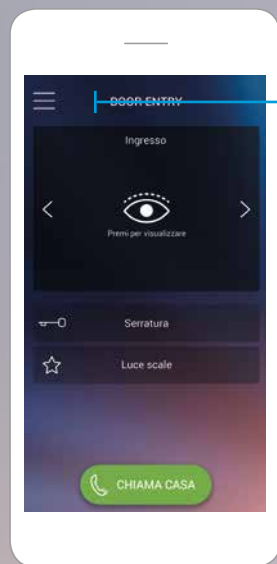 DOOR ENTRY
Ingresso
Premi per visualizzare
Serratura
Luce scale
CHIAMA CASA